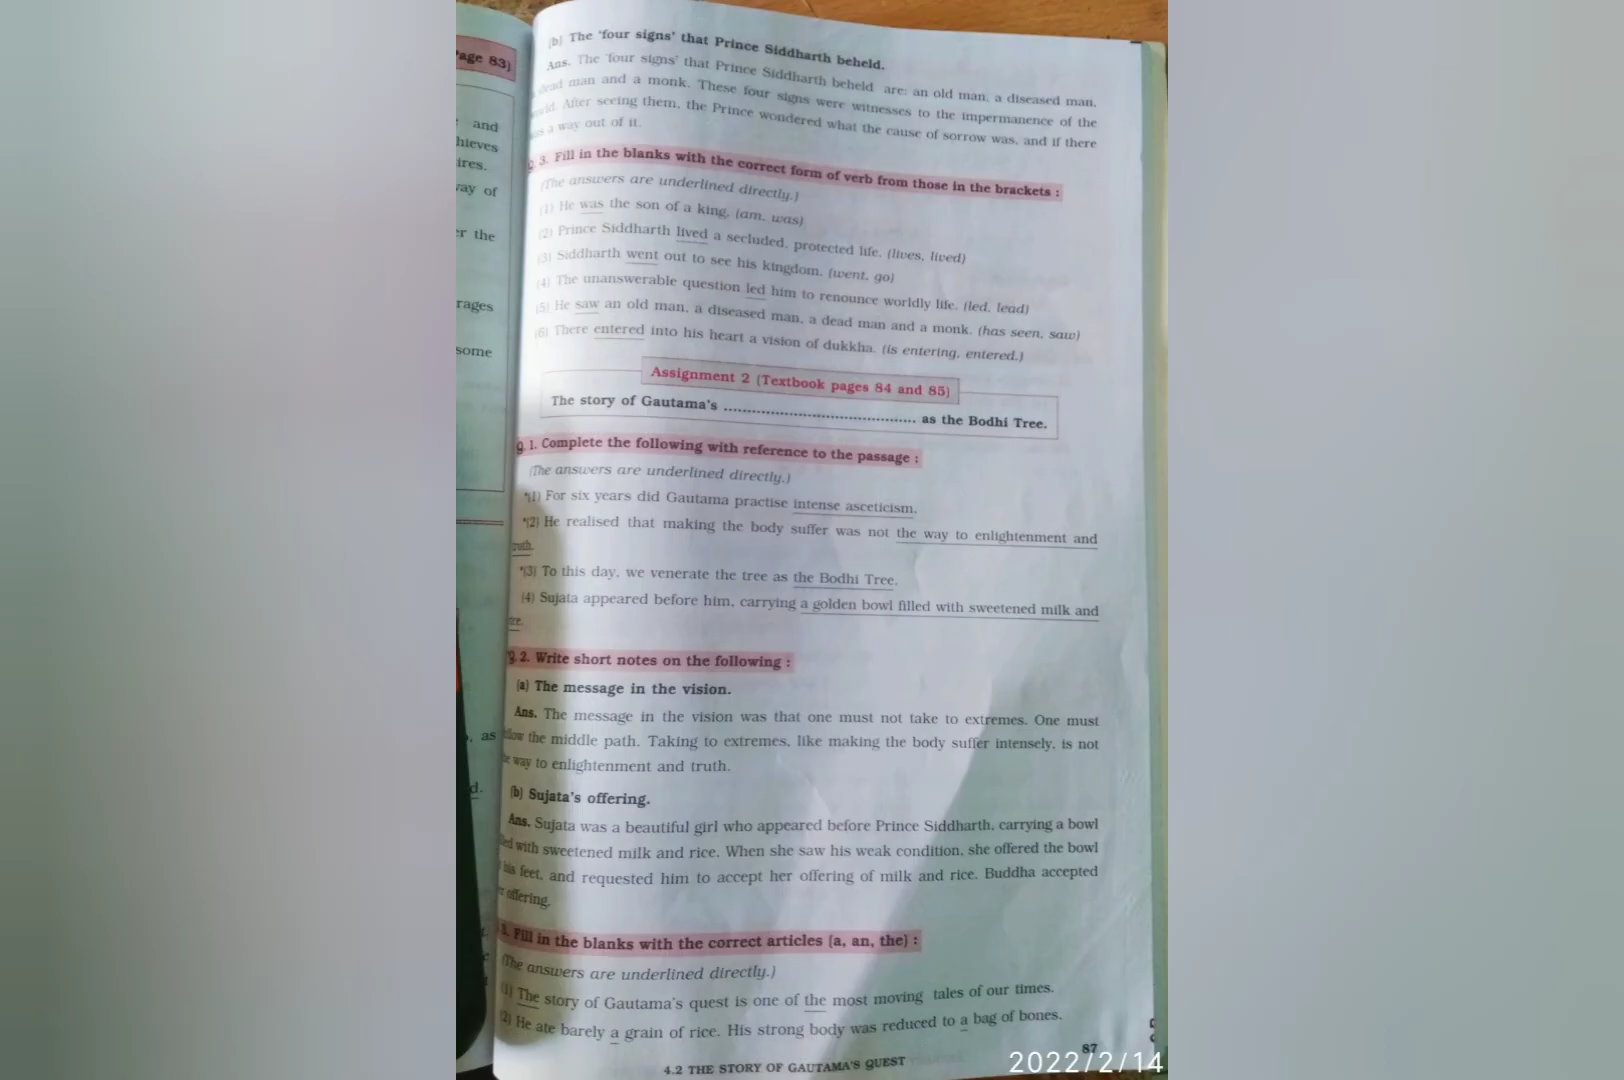 age 83)
and
hieves
ires.
way of
er the
rages
some
, as
d.
(b) The 'four signs' that Prince Siddharth beheld.
Ans. The 'four signs' that Prince Siddharth beheld are: an old man, a diseased man,
dead man and a monk. These four signs were witnesses to the impermanence of the
world. After seeing them, the Prince wondered what the cause of sorrow was, and if there
was a way out of it.
Q. 3. Fill in the blanks with the correct form of verb from those in the brackets :
(The answers are underlined directly.)
(1) He was the son of a king. (am, was)
(2) Prince Siddharth lived a secluded, protected life. (lives, lived)
(3) Siddharth went out to see his kingdom. (went, go)
(4) The unanswerable question led him to renounce worldly life. (led, lead)
(5) He saw an old man, a diseased man, a dead man and a monk. (has seen, saw)
(6) There entered into his heart a vision of dukkha. (is entering, entered.)
Assignment 2 (Textbook pages 84 and 85)
The story of Gautama's .......................................... as the Bodhi Tree.
Q. 1. Complete the following with reference to the passage :
(The answers are underlined directly.)
*(1) For six years did Gautama practise intense asceticism.
*(2) He realised that making the body suffer was not the way to enlightenment and
truth.
*(3) To this day, we venerate the tree as the Bodhi Tree.
(4) Sujata appeared before him, carrying a golden bowl filled with sweetened milk and
rice.
Q. 2. Write short notes on the following :
(a) The message in the vision.
Ans. The message in the vision was that one must not take to extremes. One must
follow the middle path. Taking to extremes, like making the body suffer intensely, is not
the way to enlightenment and truth.
(b) Sujata's offering.
Ans. Sujata was a beautiful girl who appeared before Prince Siddharth, carrying a bowl
filled with sweetened milk and rice. When she saw his weak condition, she offered the bowl
his feet, and requested him to accept her offering of milk and rice. Buddha accepted
her offering.
3. Fill in the blanks with the correct articles (a, an, the) :
(The answers are underlined directly.)
(1) The story of Gautama's quest is one of the most moving tales of our times.
(2) He ate barely a grain of rice. His strong body was reduced to a bag of bones.
4.2 THE STORY OF GAUTAMA'S QUEST
87
2022/2/14